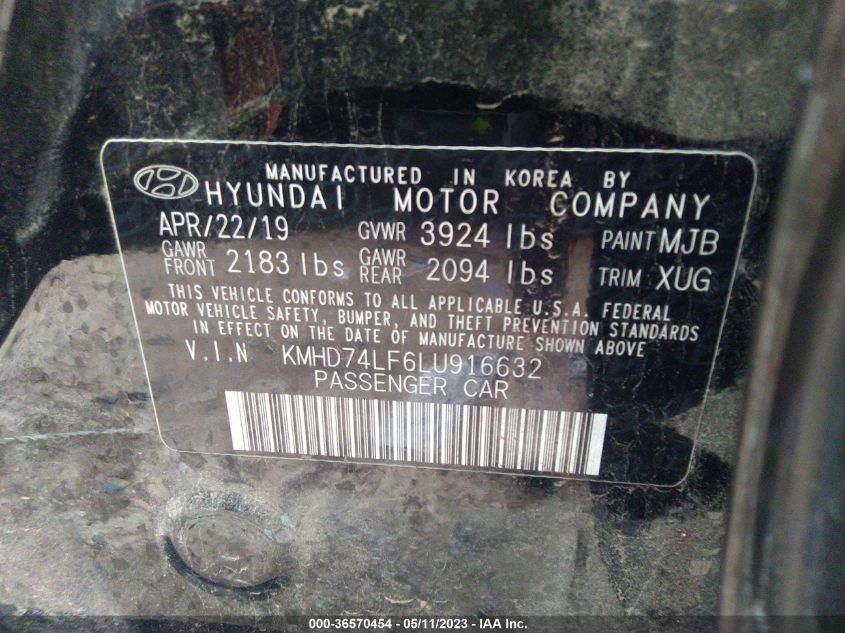 MANUFACTURED IN KOREA BY
HYUNDAI MOTOR COMPANY
APR/22/19 GVWR 3924 lbs PAINT MJB
GAWR FRONT 2183 lbs GAWR REAR 2094 lbs TRIM XUG
THIS VEHICLE CONFORMS TO ALL APPLICABLE U.S.A. FEDERAL
MOTOR VEHICLE SAFETY, BUMPER, AND THEFT PREVENTION STANDARDS
IN EFFECT ON THE DATE OF MANUFACTURE SHOWN ABOVE
V.I.N KMHD74LF6LU916632
PASSENGER CAR
000-36570454 - 05/11/2023 - IAAI Inc.